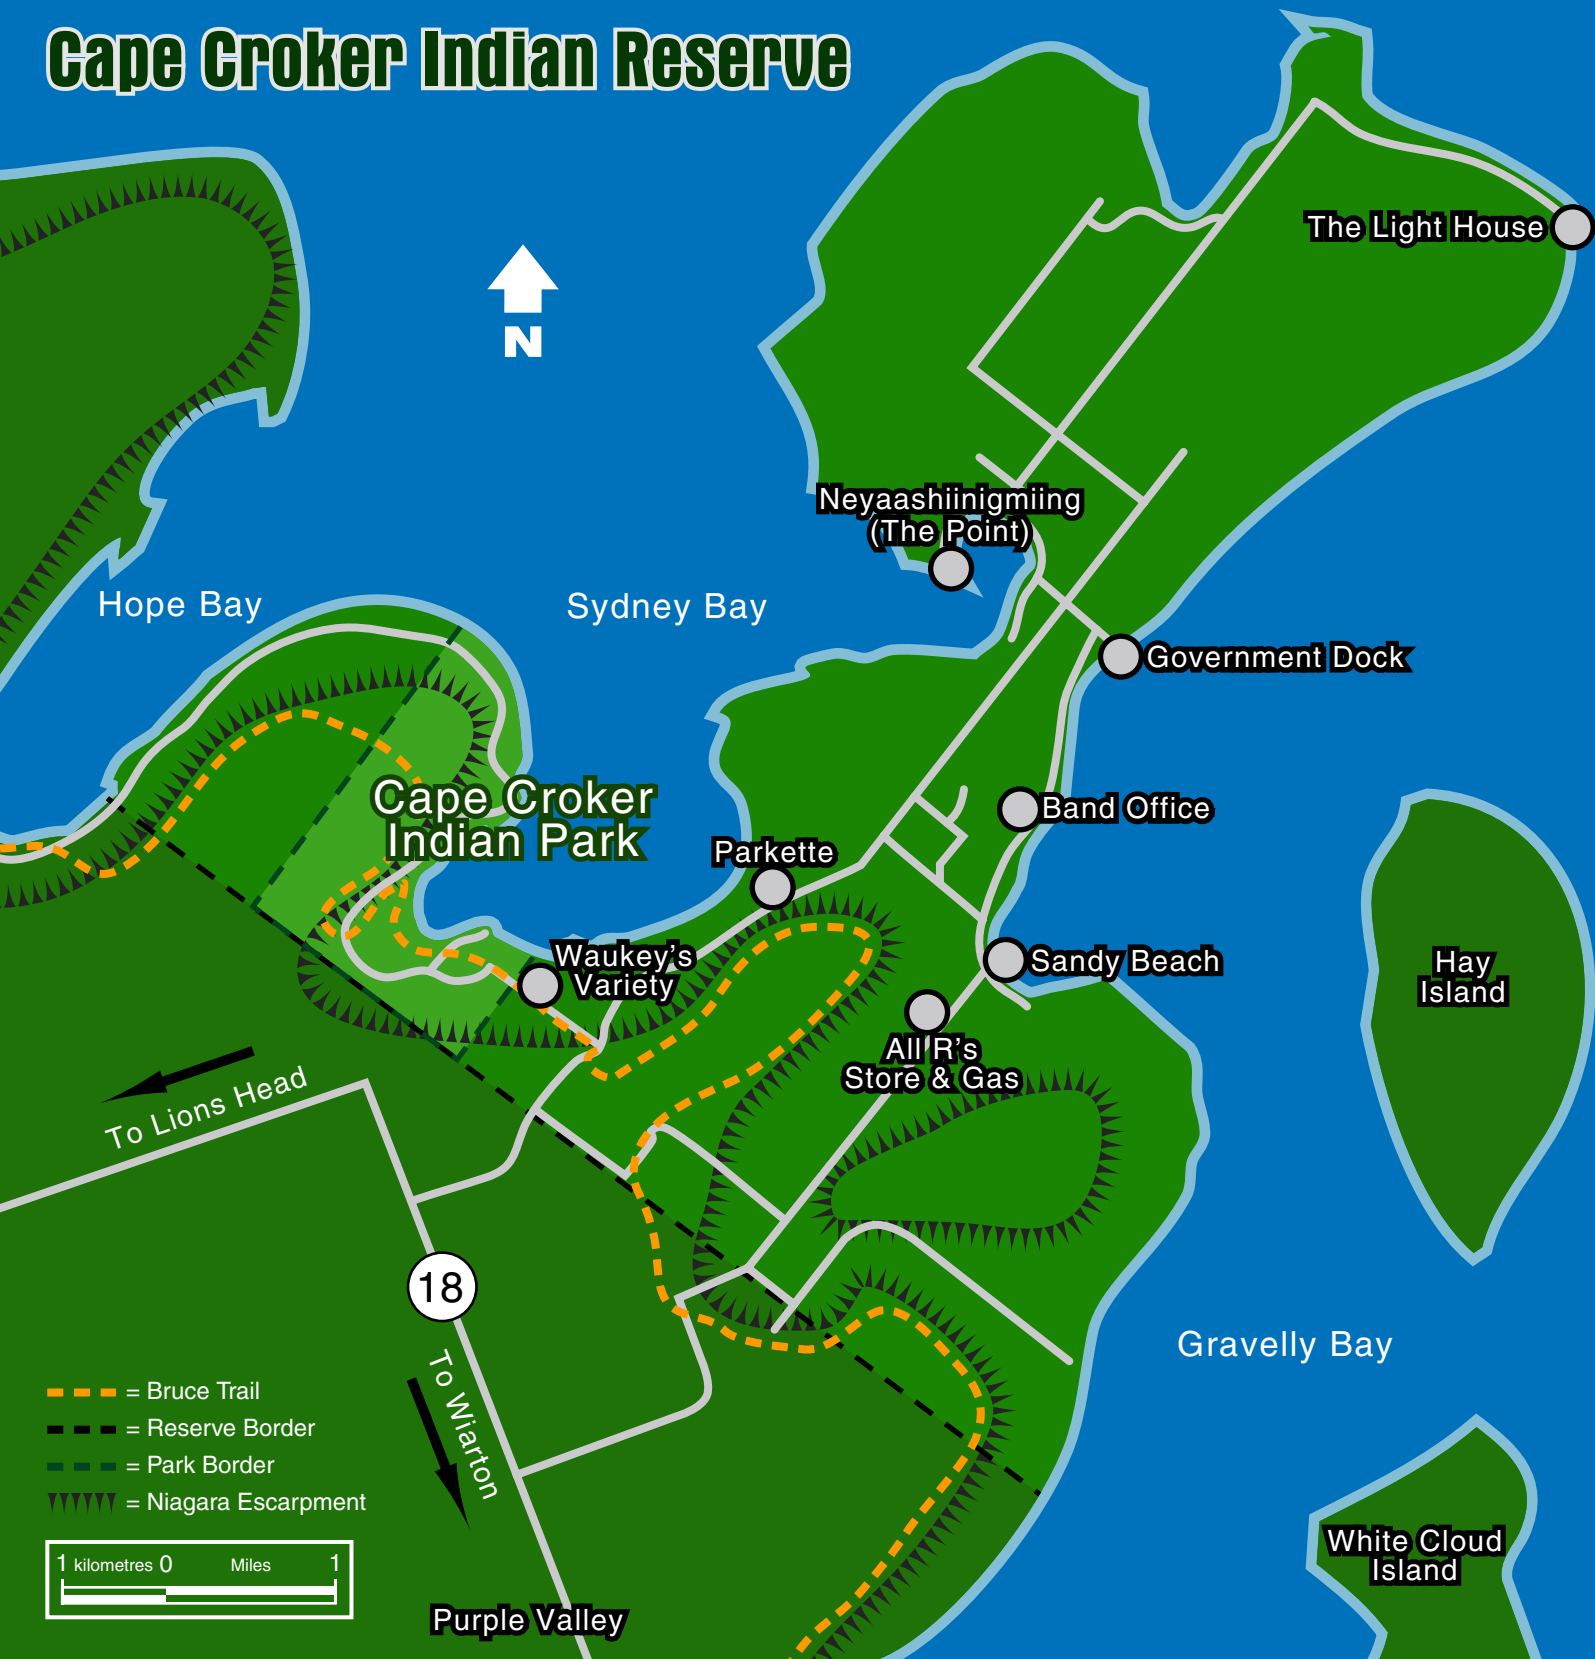 Cape Croker Indian Reserve
The Light House
N
Neyaashiinigmiing
(The Point)
Hope Bay
Sydney Bay
Government Dock
Cape Croker
Indian Park
Band Office
Parkette
Waukey's
Variety
Sandy Beach
Hay
Island
All R's
Store & Gas
To Lions Head
18
Gravelly Bay
To Wiarton
= Bruce Trail
= Reserve Border
= Park Border
= Niagara Escarpment
White Cloud
Island
1 kilometres 0 Miles 1
Purple Valley